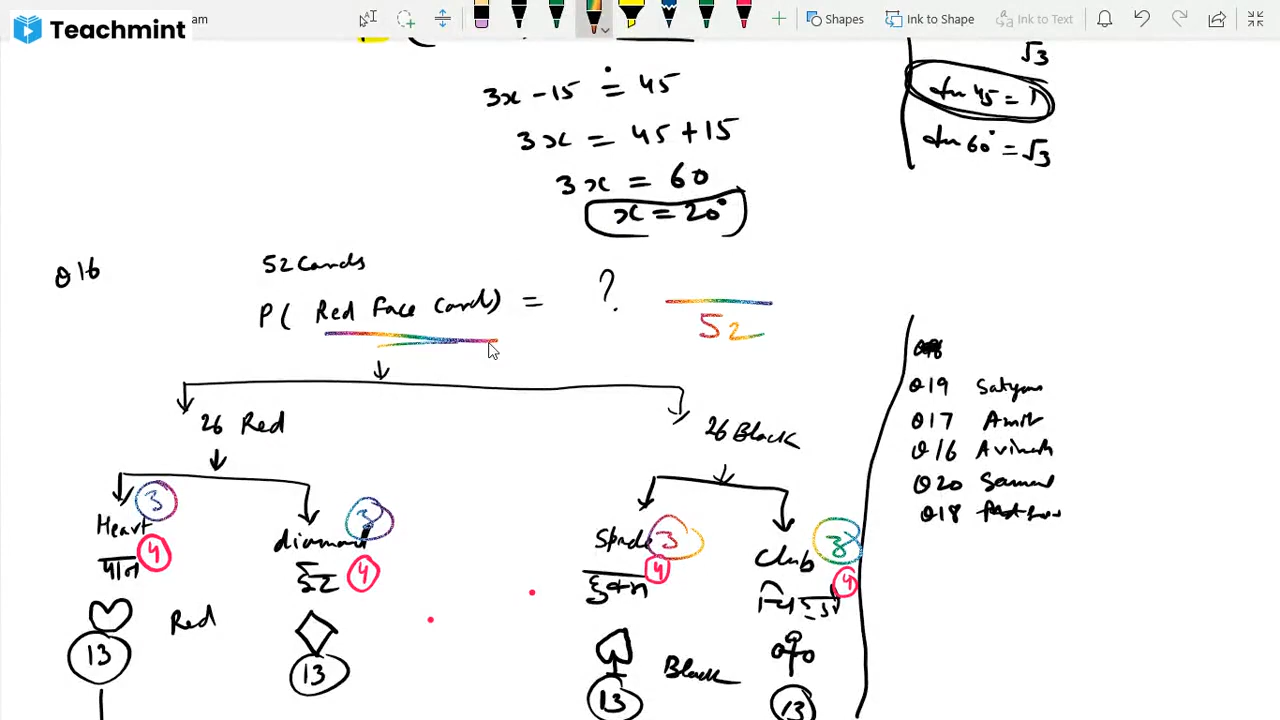 Teachmint
am
Shapes
Ink to Shape
Ink to Text
√3
3x - 15 = 45
tan 45 = 1
3x = 45 + 15
tan 60° = √3
3x = 60
x = 20°
Q16
52 Cards
P( Red Face Card) = ?
52
26 Red
26 Black
Q19 Satyam
Q17 Amit
Q16 Avinash
Q20
Q18
3
Heart
4
पान
3
diamond
4
ईंट
3
Spade
4
हुकुम
3
Club
4
Red
13
13
Black
13
13